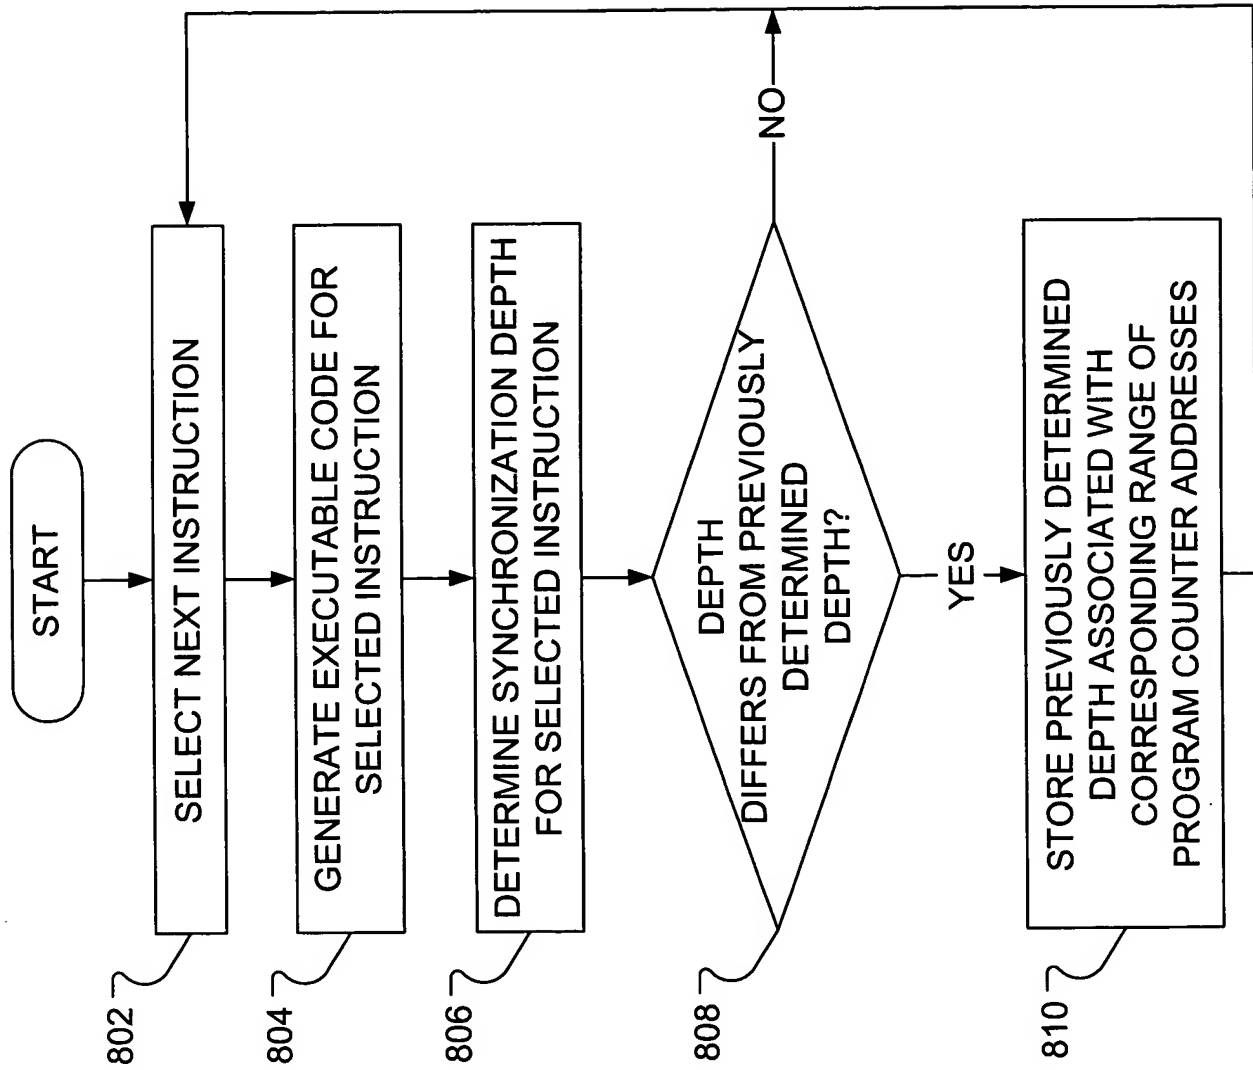 START
802
SELECT NEXT INSTRUCTION
804
GENERATE EXECUTABLE CODE FOR
SELECTED INSTRUCTION
806
DETERMINE SYNCHRONIZATION DEPTH
FOR SELECTED INSTRUCTION
808
DEPTH
DIFFERS FROM PREVIOUSLY
DETERMINED
DEPTH?
NO
YES
810
STORE PREVIOUSLY DETERMINED
DEPTH ASSOCIATED WITH
CORRESPONDING RANGE OF
PROGRAM COUNTER ADDRESSES